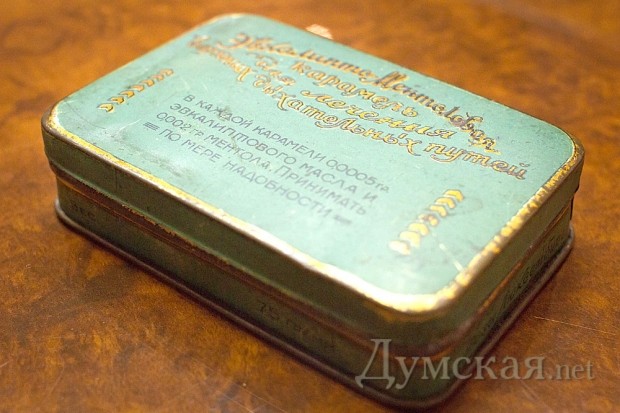 Эвкалипто-Ментоловая
карамель
для лечения
верхних дыхательных путей
В КАЖДОЙ КАРАМЕЛИ 0,0005 гр
ЭВКАЛИПТОВОГО МАСЛА И
0,002 гр МЕНТОЛА. ПРИНИМАТЬ
ПО МЕРЕ НАДОБНОСТИ
Думская.net